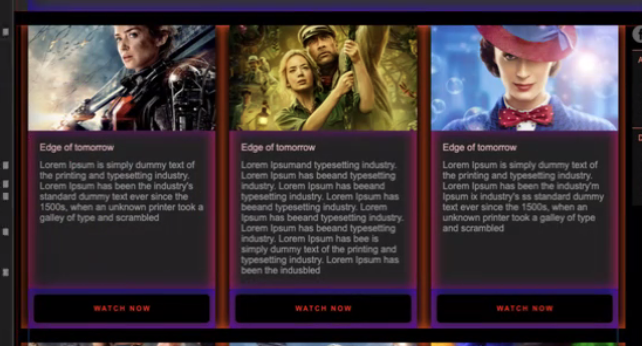 Edge of tomorrow
Lorem Ipsum is simply dummy text of
the printing and typesetting industry.
Lorem Ipsum has been the industry's
standard dummy text ever since the
1500s, when an unknown printer took a
galley of type and scrambled
WATCH NOW
Edge of tomorrow
Lorem Ipsumand typesetting industry.
Lorem Ipsum has beeand typesetting
industry. Lorem Ipsum has beeand
typesetting industry. Lorem Ipsum has
beeand typesetting industry. Lorem
Ipsum has beeand typesetting industry.
Lorem Ipsum has beeand typesetting
industry. Lorem Ipsum has bee is
simply dummy text of the printing and
typesetting industry. Lorem Ipsum has
been the indusbled
WATCH NOW
Edge of tomorrow
Lorem Ipsum is simply dummy text of
the printing and typesetting industry.
Lorem Ipsum has been the industry'm
Ipsum ix industry's ss standard dummy
text ever since the 1500s, when an
unknown printer took a galley of type
and scrambled
WATCH NOW